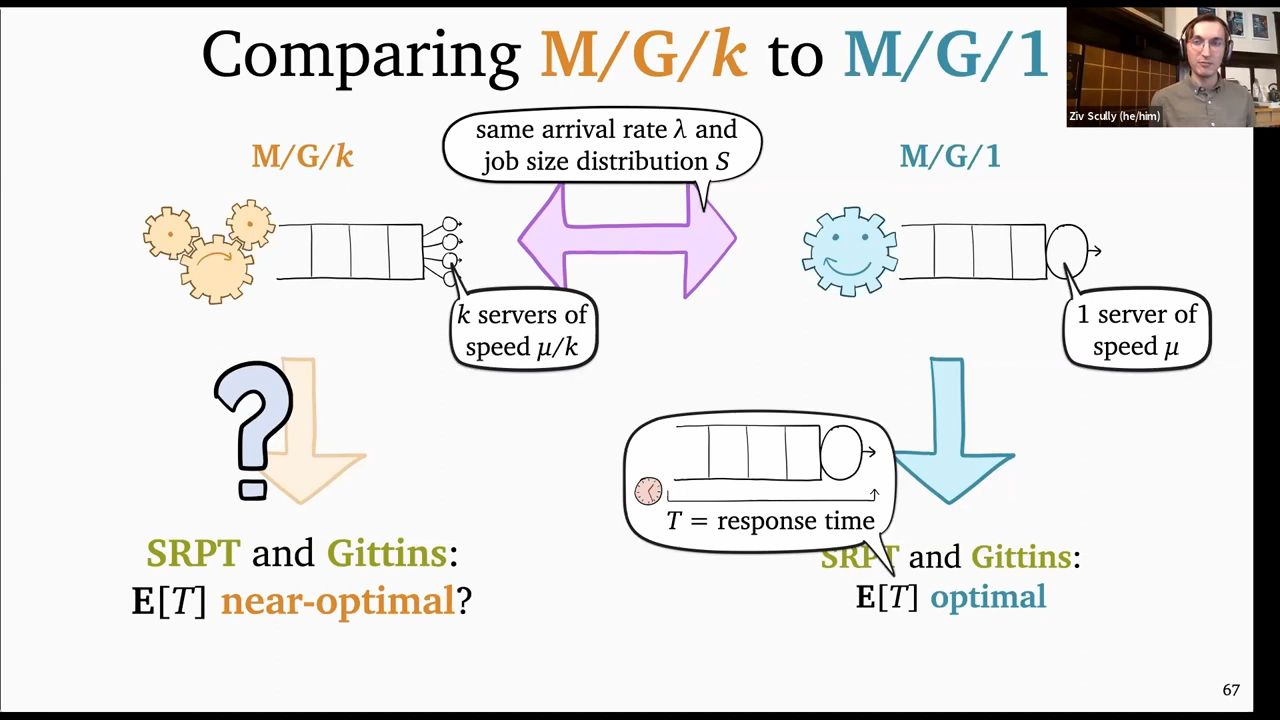 Comparing M/G/k to M/G/1
Ziv Scully (he/him)
same arrival rate λ and
job size distribution S
M/G/k
M/G/1
k servers of
speed μ/k
1 server of
speed μ
?
T = response time
SRPT and Gittins:
E[T] near-optimal?
SRPT and Gittins:
E[T] optimal
67